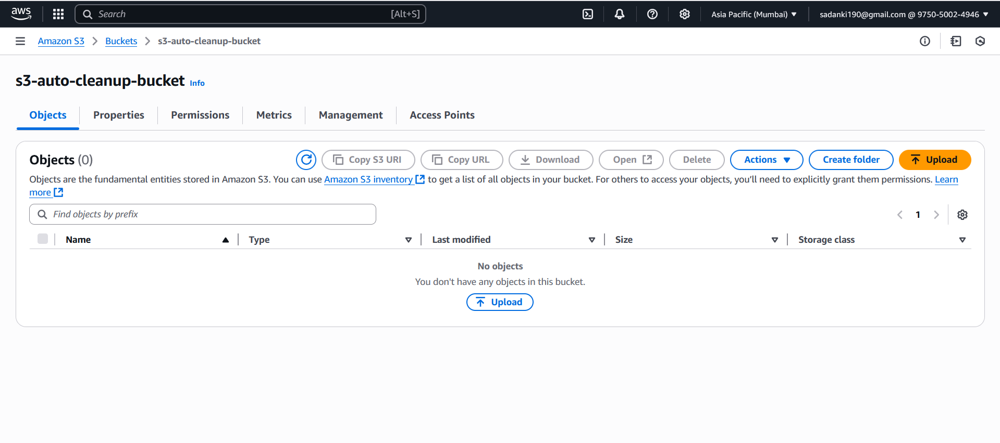 aws Search [Alt+S] Asia Pacific (Mumbai) sadanki190@gmail.com @ 9750-5002-4946
Amazon S3 Buckets s3-auto-cleanup-bucket
s3-auto-cleanup-bucket Info
Objects Properties Permissions Metrics Management Access Points
Objects (0) Copy S3 URI Copy URL Download Open Delete Actions Create folder Upload
Objects are the fundamental entities stored in Amazon S3. You can use Amazon S3 inventory to get a list of all objects in your bucket. For others to access your objects, you’ll need to explicitly grant them permissions. Learn
more
Find objects by prefix 1
Name Type Last modified Size Storage class
No objects
You don't have any objects in this bucket.
Upload